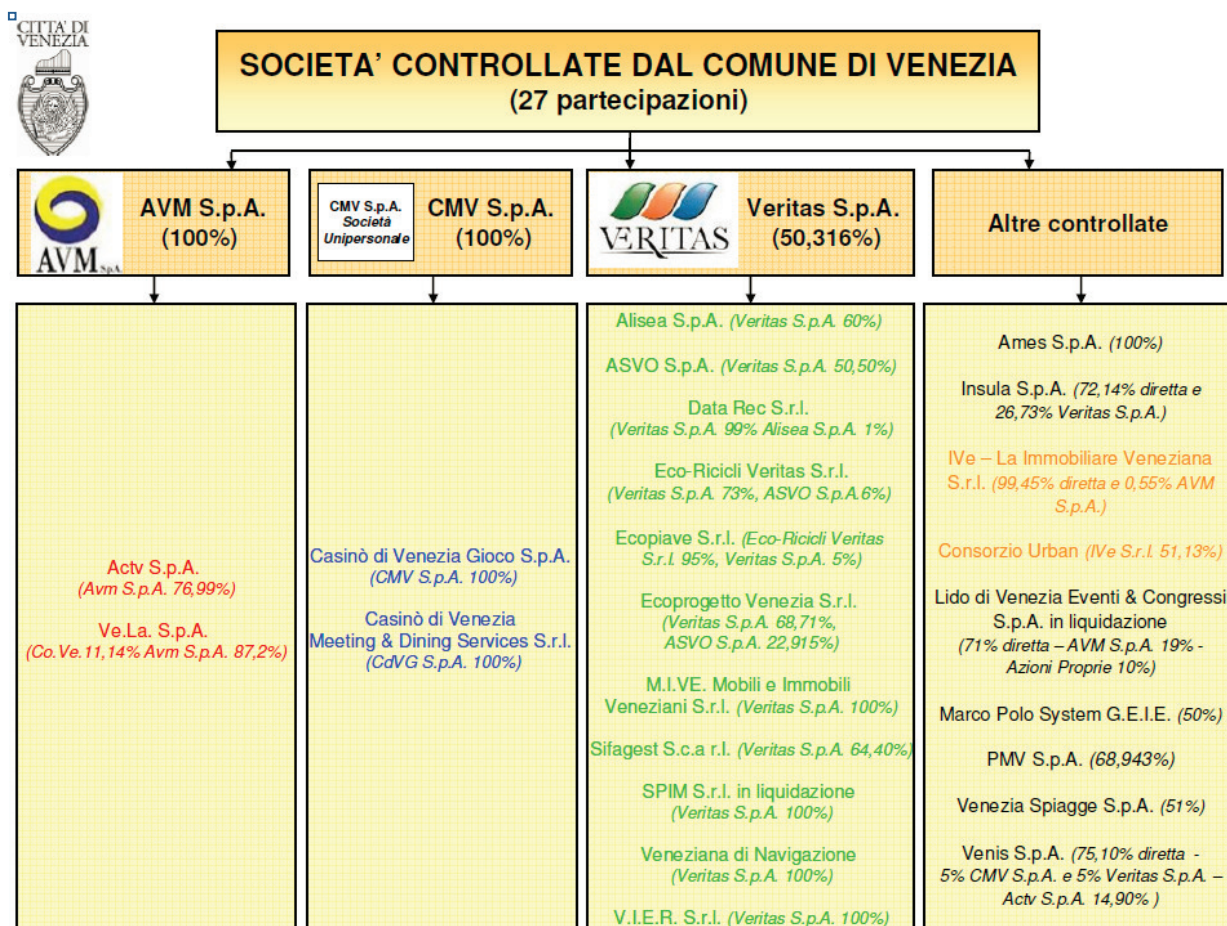 CITTA' DI
VENEZIA
SOCIETA' CONTROLLATE DAL COMUNE DI VENEZIA
(27 partecipazioni)
AVM S.p.A.
AVM S.p.A.
(100%)
CMV S.p.A.
Società
Unipersonale
CMV S.p.A.
(100%)
VERITAS
Veritas S.p.A.
(50,316%)
Altre controllate
Actv S.p.A.
(Avm S.p.A. 76,99%)
Ve.La. S.p.A.
(Co.Ve.11,14% Avm S.p.A. 87,2%)
Casinò di Venezia Gioco S.p.A.
(CMV S.p.A. 100%)
Casinò di Venezia
Meeting & Dining Services S.r.l.
(CdVG S.p.A. 100%)
Alisea S.p.A. (Veritas S.p.A. 60%)
ASVO S.p.A. (Veritas S.p.A. 50,50%)
Data Rec S.r.l.
(Veritas S.p.A. 99% Alisea S.p.A. 1%)
Eco-Ricicli Veritas S.r.l.
(Veritas S.p.A. 73%, ASVO S.p.A.6%)
Ecopiave S.r.l. (Eco-Ricicli Veritas
S.r.l. 95%, Veritas S.p.A. 5%)
Ecoprogetto Venezia S.r.l.
(Veritas S.p.A. 68,71%,
ASVO S.p.A. 22,915%)
M.I.VE. Mobili e Immobili
Veneziani S.r.l. (Veritas S.p.A. 100%)
Sifagest S.c.a r.l. (Veritas S.p.A. 64,40%)
SPIM S.r.l. in liquidazione
(Veritas S.p.A. 100%)
Veneziana di Navigazione
(Veritas S.p.A. 100%)
V.I.E.R. S.r.l. (Veritas S.p.A. 100%)
Ames S.p.A. (100%)
Insula S.p.A. (72,14% diretta e
26,73% Veritas S.p.A.)
IVe – La Immobiliare Veneziana
S.r.l. (99,45% diretta e 0,55% AVM
S.p.A.)
Consorzio Urban (IVe S.r.l. 51,13%)
Lido di Venezia Eventi & Congressi
S.p.A. in liquidazione
(71% diretta – AVM S.p.A. 19% -
Azioni Proprie 10%)
Marco Polo System G.E.I.E. (50%)
PMV S.p.A. (68,943%)
Venezia Spiagge S.p.A. (51%)
Venis S.p.A. (75,10% diretta -
5% CMV S.p.A. e 5% Veritas S.p.A. –
Actv S.p.A. 14,90% )